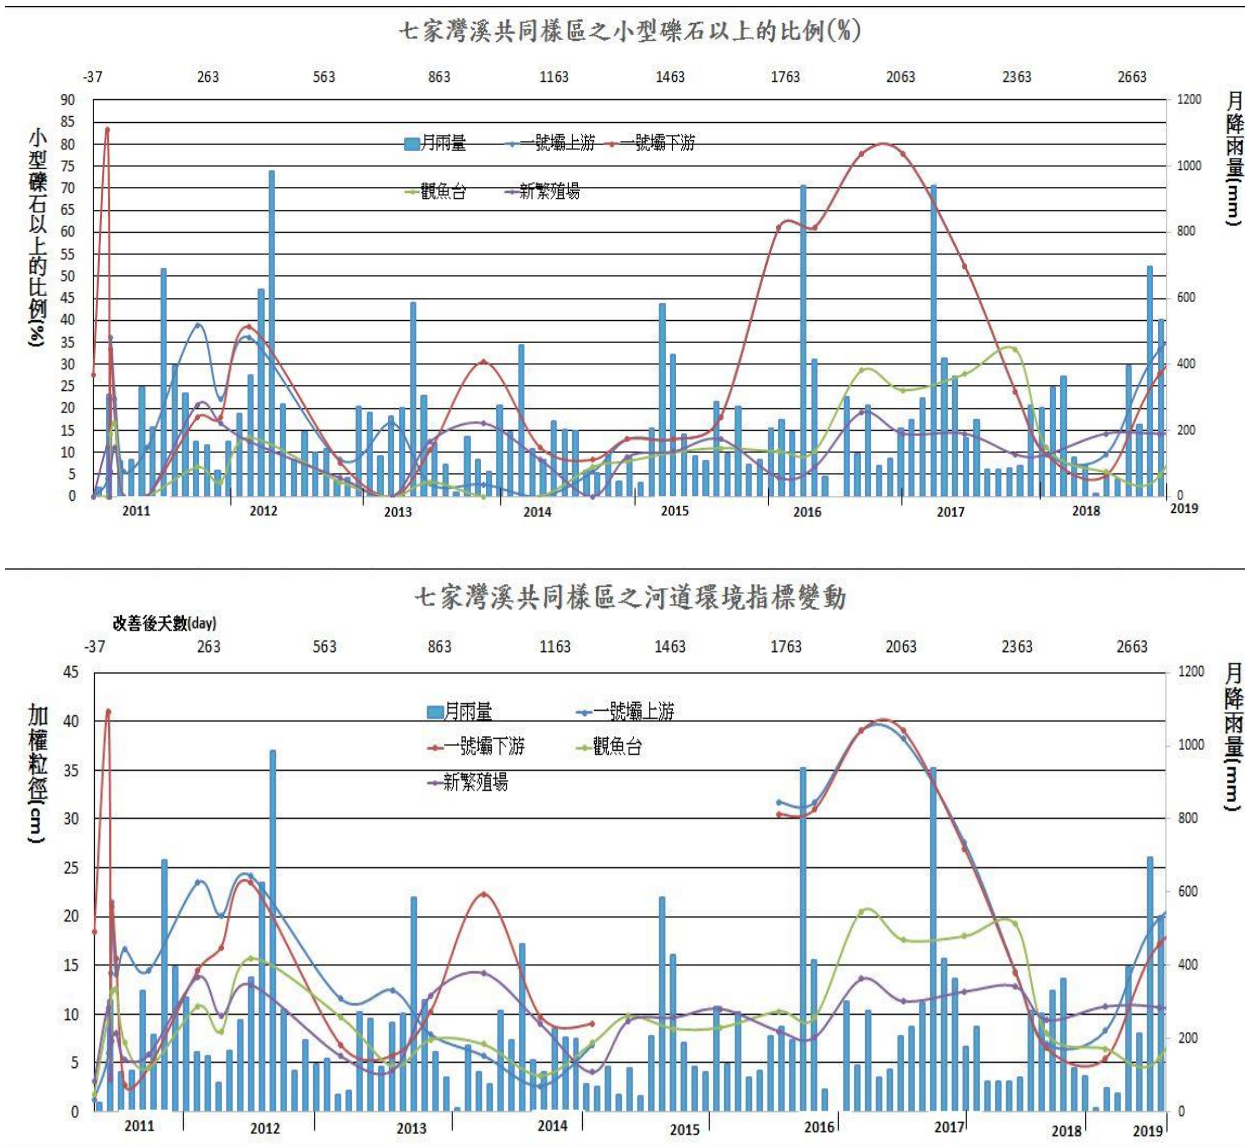 七家灣溪共同樣區之小型礫石以上的比例(%)
-37 263 563 863 1163 1463 1763 2063 2363 2663
小型礫石以上的比例(%)
90
85
80
75
70
65
60
55
50
45
40
35
30
25
20
15
10
5
0
月雨量 一號壩上游 一號壩下游
觀魚台 新繁殖場
1200
1000
800
600
400
200
0
月降雨量(mm)
2011 2012 2013 2014 2015 2016 2017 2018 2019
七家灣溪共同樣區之河道環境指標變動
改善後天數(day)
-37 263 563 863 1163 1463 1763 2063 2363 2663
加權粒徑(cm)
45
40
35
30
25
20
15
10
5
0
月雨量 一號壩上游
一號壩下游 觀魚台
新繁殖場
1200
1000
800
600
400
200
0
月降雨量(mm)
2011 2012 2013 2014 2015 2016 2017 2018 2019